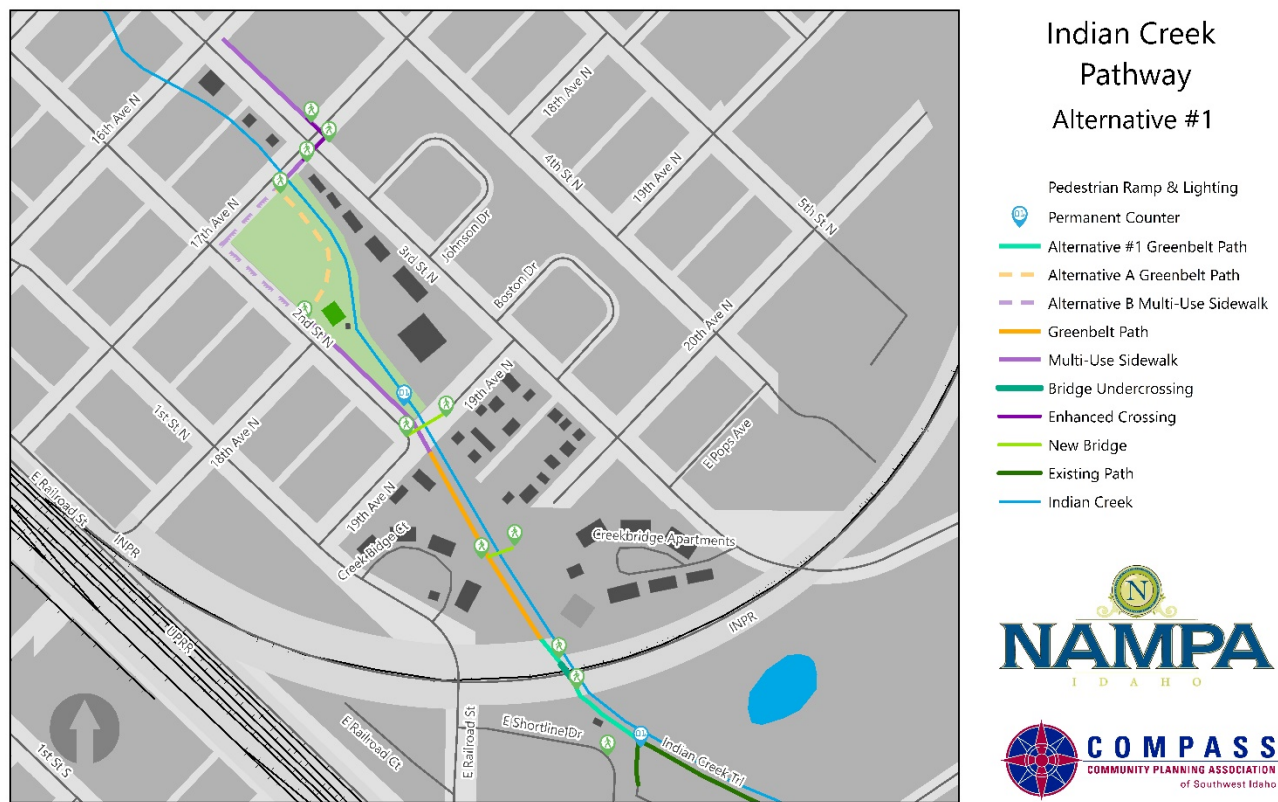 Indian Creek
Pathway
Alternative #1
Pedestrian Ramp & Lighting
Permanent Counter
Alternative #1 Greenbelt Path
Alternative A Greenbelt Path
Alternative B Multi-Use Sidewalk
Greenbelt Path
Multi-Use Sidewalk
Bridge Undercrossing
Enhanced Crossing
New Bridge
Existing Path
Indian Creek
N
NAMPA
IDAHO
COMPASS
COMMUNITY PLANNING ASSOCIATION
of Southwest Idaho
16th Ave N
18th Ave N
17th Ave N
4th St N
19th Ave N
5th St N
Johnson Dr
3rd St N
Boston Dr
20th Ave N
2nd St N
19th Ave N
1st St N
18th Ave N
E Pops Ave
19th Ave N
E Railroad St
INPR
Creek Bidge Ct
Creekbridge Apartments
UPRR
INPR
E Railroad Ct
E Railroad St
E Shortline Dr
Indian Creek Trl
1st St S